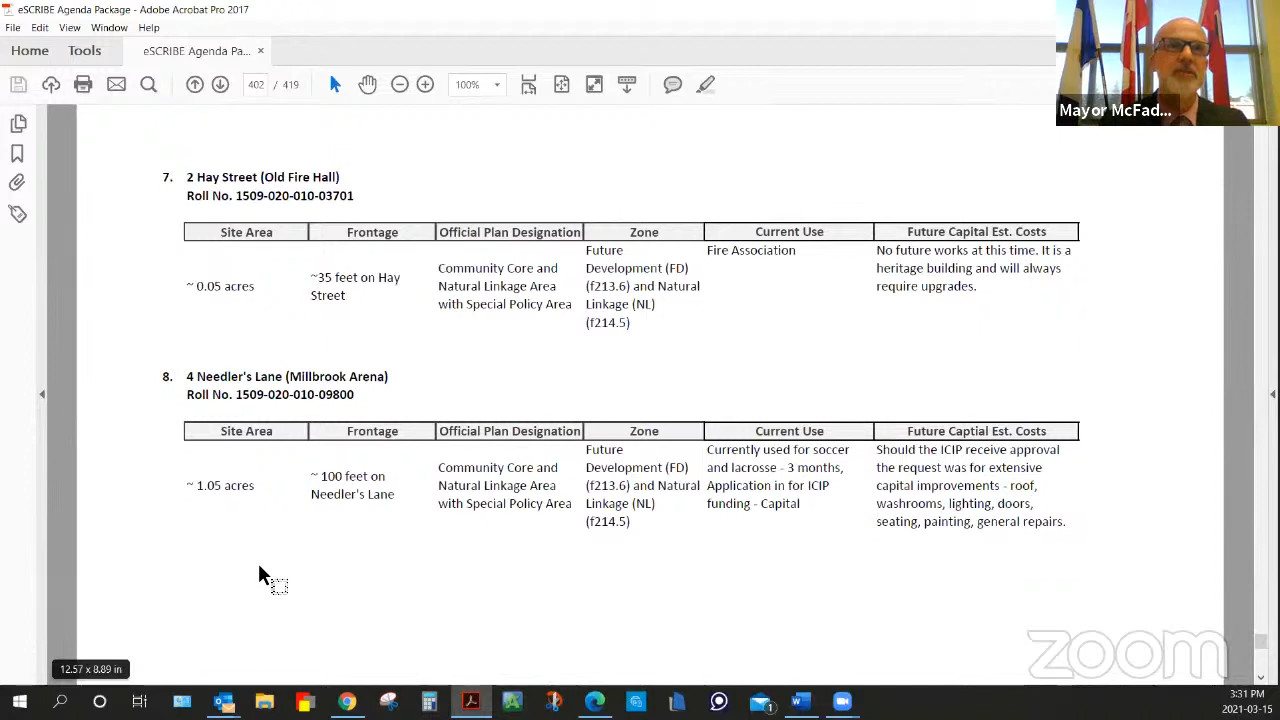 eSCRIBE Agenda Package - Adobe Acrobat Pro 2017
File Edit View Window Help
Home Tools eSCRIBE Agenda Pa... ×
402 / 419 100%
Mayor McFad...
7. 2 Hay Street (Old Fire Hall)
Roll No. 1509-020-010-03701
Site Area Frontage Official Plan Designation Zone Current Use Future Capital Est. Costs
~ 0.05 acres
~35 feet on Hay
Street
Community Core and
Natural Linkage Area
with Special Policy Area
Future
Development (FD)
(f213.6) and Natural
Linkage (NL)
(f214.5)
Fire Association
No future works at this time. It is a
heritage building and will always
require upgrades.
8. 4 Needler's Lane (Millbrook Arena)
Roll No. 1509-020-010-09800
Site Area Frontage Official Plan Designation Zone Current Use Future Captial Est. Costs
~ 1.05 acres
~ 100 feet on
Needler's Lane
Community Core and
Natural Linkage Area
with Special Policy Area
Future
Development (FD)
(f213.6) and Natural
Linkage (NL)
(f214.5)
Currently used for soccer
and lacrosse - 3 months,
Application in for ICIP
funding - Capital
Should the ICIP receive approval
the request was for extensive
capital improvements - roof,
washrooms, lighting, doors,
seating, painting, general repairs.
zoom
12.57 x 8.89 in
3:31 PM
2021-03-15